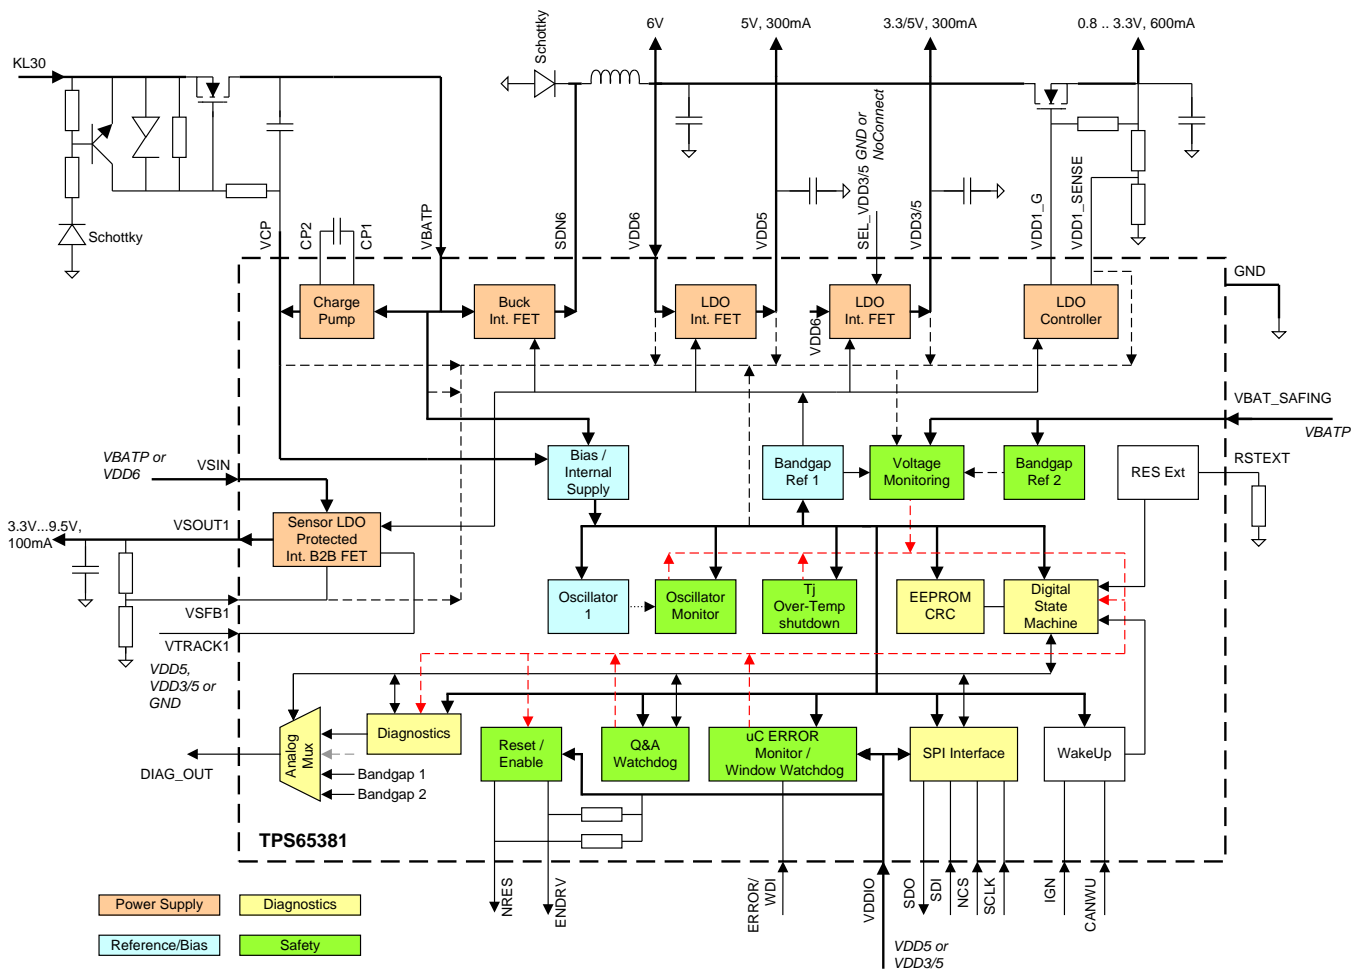 6V
5V, 300mA
3.3/5V, 300mA
0.8 .. 3.3V, 600mA
Schottky
KL30
GND or
NoConnect
Schottky
VCP
CP2
CP1
VBATP
SDN6
VDD6
VDD5
SEL_VDD3/5
VDD3/5
VDD1_G
VDD1_SENSE
GND
Charge
Pump
Buck
Int. FET
LDO
Int. FET
VDD6
LDO
Int. FET
LDO
Controller
VBAT_SAFING
VBATP
VBATP or
VDD6
VSIN
Bias /
Internal
Supply
Bandgap
Ref 1
Voltage
Monitoring
Bandgap
Ref 2
RES Ext
RSTEXT
3.3V...9.5V,
100mA
VSOUT1
Sensor LDO
Protected
Int. B2B FET
VSFB1
VTRACK1
VDD5,
VDD3/5 or
GND
Oscillator
1
Oscillator
Monitor
Tj
Over-Temp
shutdown
EEPROM
CRC
Digital
State
Machine
DIAG_OUT
Analog
Mux
Diagnostics
Bandgap 1
Bandgap 2
Reset /
Enable
Q&A
Watchdog
uC ERROR
Monitor /
Window Watchdog
SPI Interface
WakeUp
TPS65381
NRES
ENDRV
ERROR/
WDI
VDDIO
SDO
SDI
NCS
SCLK
IGN
CANWU
VDD5 or
VDD3/5
Power Supply
Diagnostics
Reference/Bias
Safety